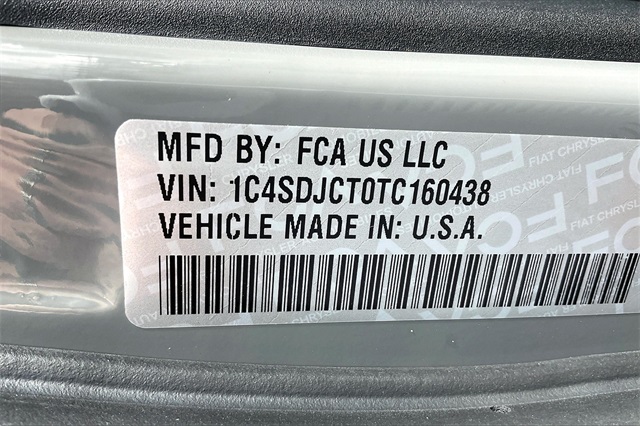 MFD BY: FCA US LLC
VIN: 1C4SDJCT0TC160438
VEHICLE MADE IN: U.S.A.